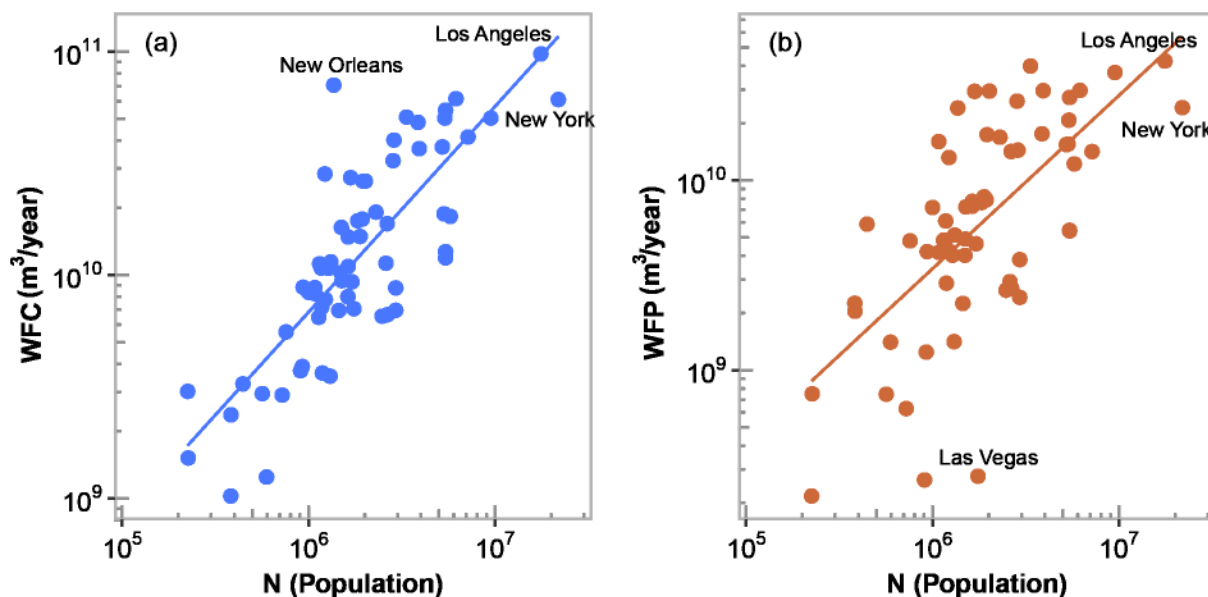 (a)
Los Angeles
New Orleans
New York
10¹¹
10¹⁰
10⁹
WFC (m³/year)
10⁵
10⁶
10⁷
N (Population)
(b)
Los Angeles
New York
Las Vegas
10¹⁰
10⁹
WFP (m³/year)
10⁵
10⁶
10⁷
N (Population)